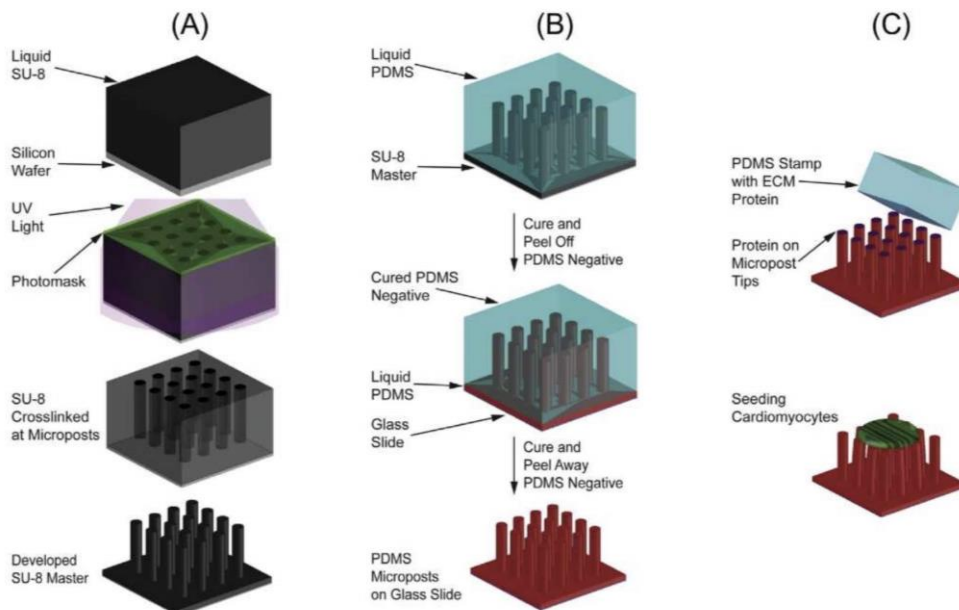 (A)
Liquid
SU-8
Silicon
Wafer
UV
Light
Photomask
SU-8
Crosslinked
at Microposts
Developed
SU-8 Master
(B)
Liquid
PDMS
SU-8
Master
Cure and
Peel Off
PDMS Negative
Cured PDMS
Negative
Liquid
PDMS
Glass
Slide
Cure and
Peel Away
PDMS Negative
PDMS
Microposts
on Glass Slide
(C)
PDMS Stamp
with ECM
Protein
Protein on
Micropost
Tips
Seeding
Cardiomyocytes